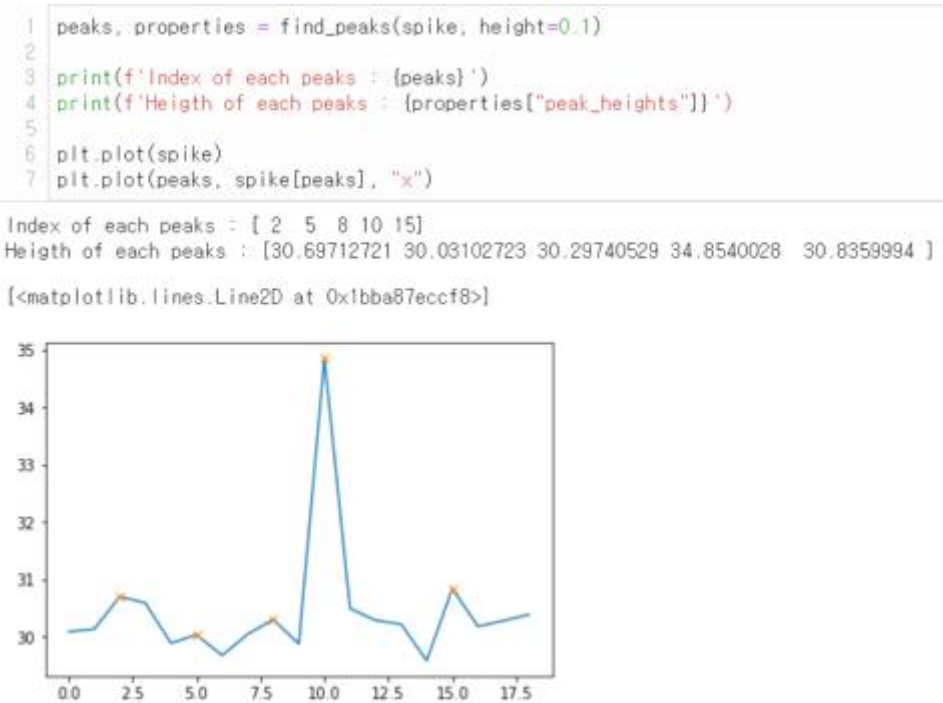 1 peaks, properties = find_peaks(spike, height=0.1)
2
3 print(f'Index of each peaks : {peaks}')
4 print(f'Heigth of each peaks : {properties["peak_heights"]}')
5
6 plt.plot(spike)
7 plt.plot(peaks, spike[peaks], "x")
Index of each peaks : [ 2 5 8 10 15]
Heigth of each peaks : [30.69712721 30.03102723 30.29740529 34.8540028 30.8359994 ]
[<matplotlib.lines.Line2D at 0x1bba87eccf8>]
35
34
33
32
31
30
0.0 2.5 5.0 7.5 10.0 12.5 15.0 17.5